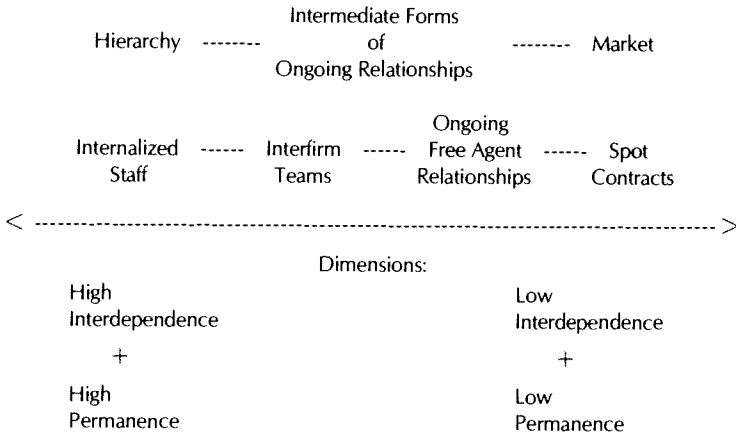 Intermediate Forms
Hierarchy ------- of ------- Market
Ongoing Relationships
Ongoing
Internalized ------ Interfirm ------ Free Agent ------ Spot
Staff Teams Relationships Contracts
< ------------------------------------------------------------ >
Dimensions:
High Low
Interdependence Interdependence
+ +
High Low
Permanence Permanence